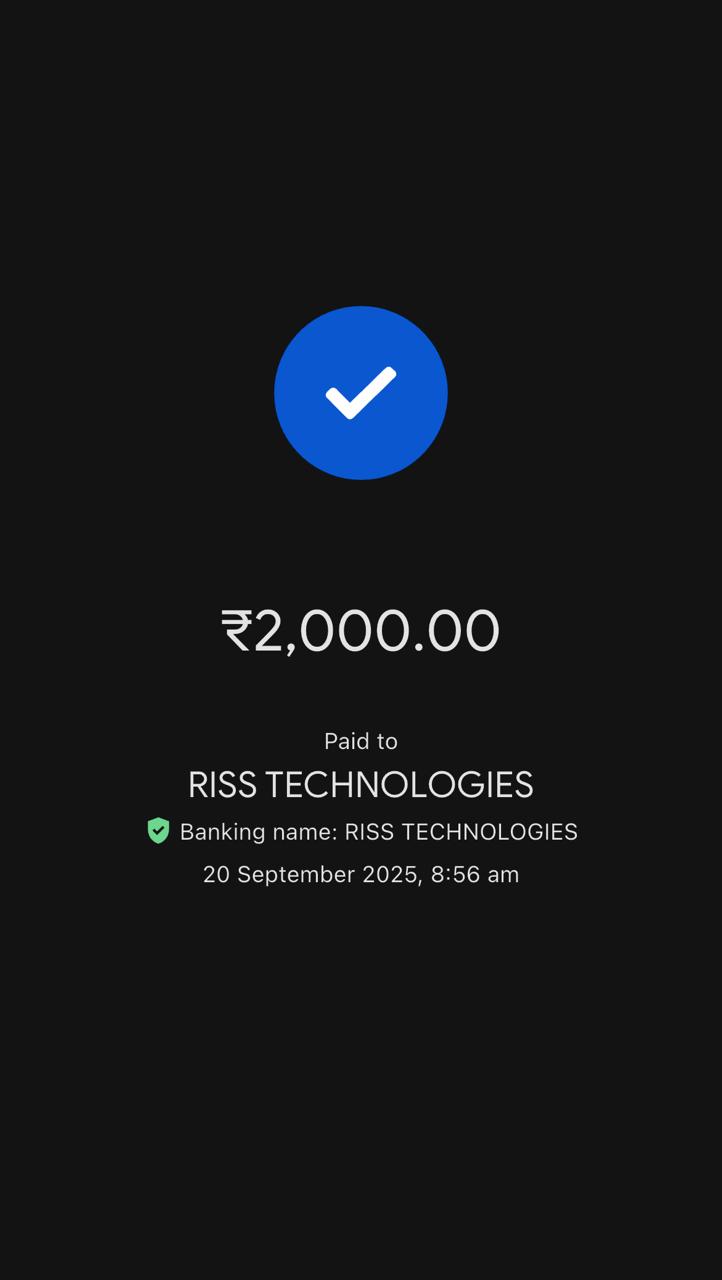 ₹2,000.00
Paid to
RISS TECHNOLOGIES
Banking name: RISS TECHNOLOGIES
20 September 2025, 8:56 am